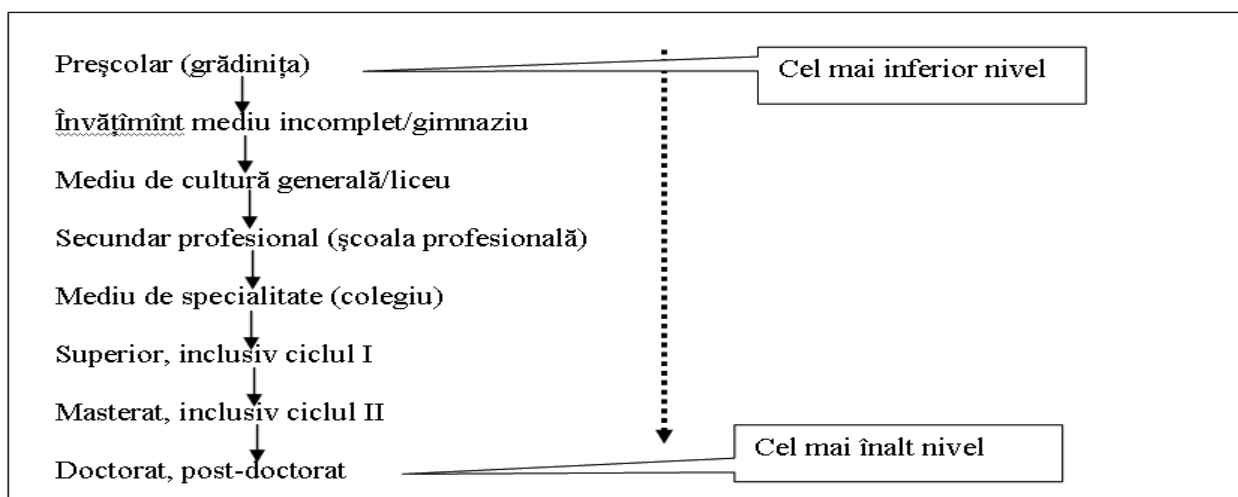 Preşcolar (grădiniţa)
Cel mai inferior nivel
Învăţîmînt mediu incomplet/gimnaziu
Mediu de cultură generală/liceu
Secundar profesional (şcoala profesională)
Mediu de specialitate (colegiu)
Superior, inclusiv ciclul I
Masterat, inclusiv ciclul II
Cel mai înalt nivel
Doctorat, post-doctorat